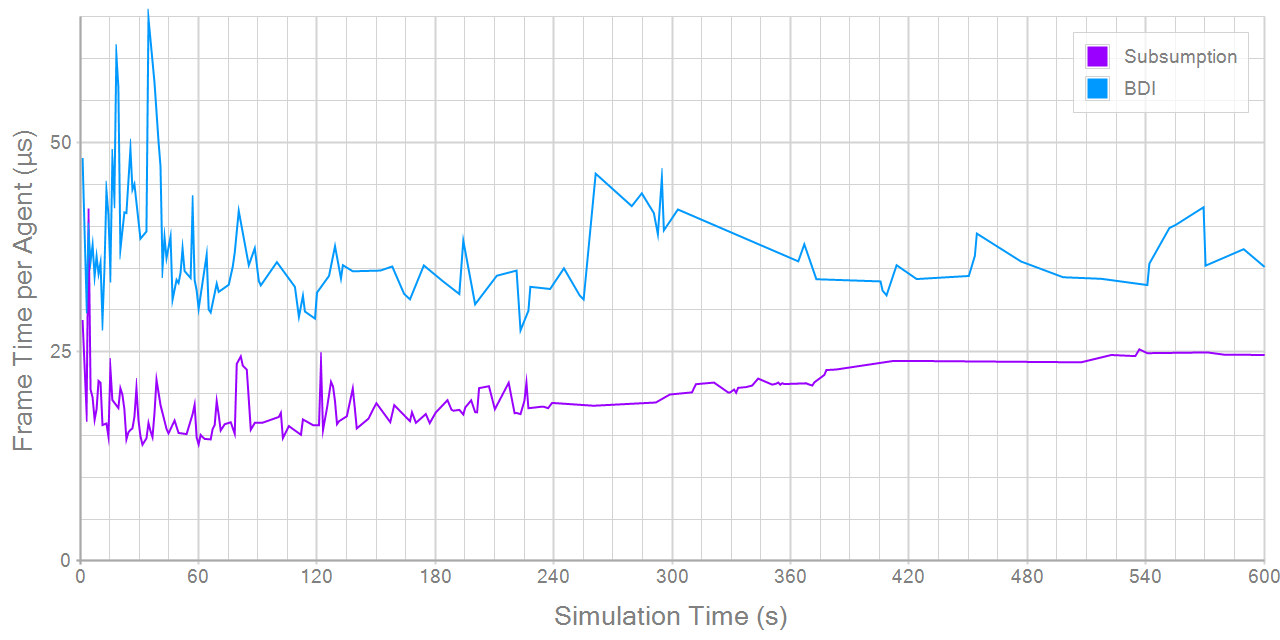 Subsumption
BDI
Frame Time per Agent (µs)
50
25
0
0 60 120 180 240 300 360 420 480 540 600
Simulation Time (s)